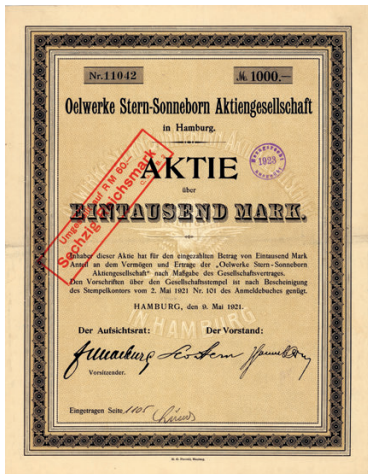 Nr. 11042
M. 1000.—
Oelwerke Stern-Sonneborn Aktiengesellschaft
in Hamburg.
1923
AKTIE
über
EINTAUSEND MARK.
Umgestellt auf RM 60.—
Sechzig Reichsmark
Inhaber dieser Aktie hat für den eingezahlten Betrag von Eintausend Mark
Anteil an dem Vermögen und Ertrage der „Oelwerke Stern-Sonneborn
Aktiengesellschaft" nach Maßgabe des Gesellschaftsvertrages.
Den Vorschriften über den Gesellschaftsstempel ist nach Bescheinigung
des Stempelkontors vom 2. Mai 1921 Nr. 101 des Anmeldebuches genügt.
HAMBURG, den 9. Mai 1921.
IN HAMBURG
Der Aufsichtsrat: Der Vorstand:
Vorsitzender.
Eingetragen Seite 1105